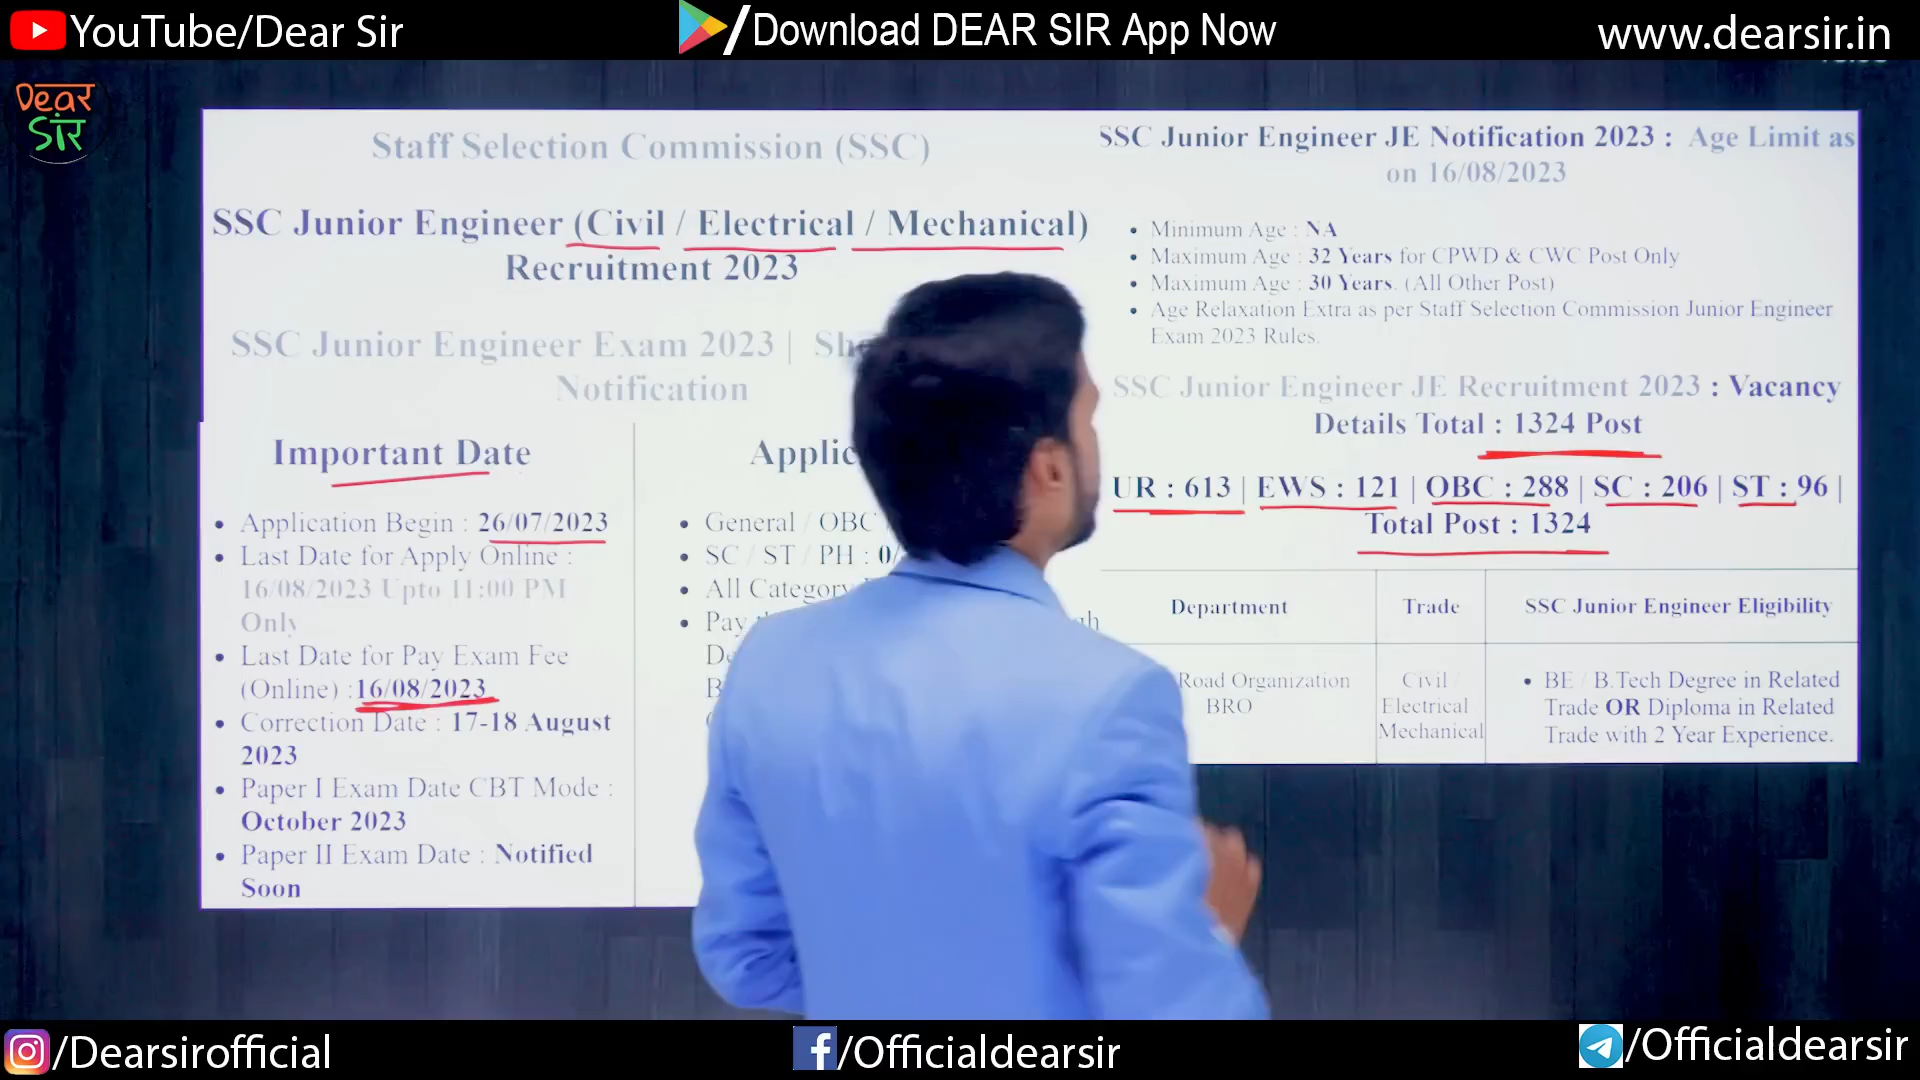 YouTube/Dear Sir
/Download DEAR SIR App Now
www.dearsir.in
Dearर
Sंiर
Staff Selection Commission (SSC)
SSC Junior Engineer (Civil / Electrical / Mechanical)
Recruitment 2023
SSC Junior Engineer Exam 2023 |
Notification
Important Date
Application Begin : 26/07/2023
Last Date for Apply Online :
16/08/2023 Upto 11:00 PM
Only
Last Date for Pay Exam Fee
(Online) :16/08/2023
Correction Date : 17-18 August
2023
Paper I Exam Date CBT Mode :
October 2023
Paper II Exam Date : Notified
Soon
General / OBC
SC / ST / PH : 0/
All Category
Pay
SSC Junior Engineer JE Notification 2023 : Age Limit as
on 16/08/2023
Minimum Age : NA
Maximum Age : 32 Years for CPWD & CWC Post Only
Maximum Age : 30 Years. (All Other Post)
Age Relaxation Extra as per Staff Selection Commission Junior Engineer
Exam 2023 Rules.
SSC Junior Engineer JE Recruitment 2023 : Vacancy
Details Total : 1324 Post
UR : 613 | EWS : 121 | OBC : 288 | SC : 206 | ST : 96 |
Total Post : 1324
Department
Trade
SSC Junior Engineer Eligibility
Road Organization
BRO
Civil /
Electrical /
Mechanical
BE / B.Tech Degree in Related
Trade OR Diploma in Related
Trade with 2 Year Experience.
/Dearsirofficial
/Officialdearsir
/Officialdearsir